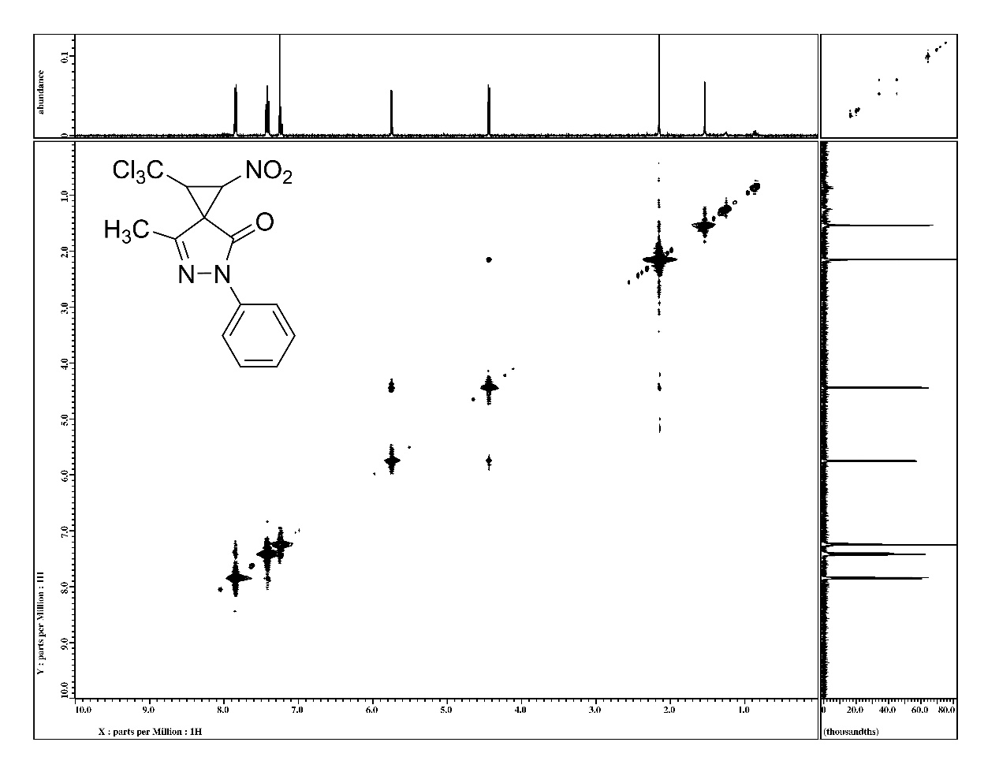 abundance
0.1
0
Cl3C
NO2
H3C
O
N
N
1.0
2.0
3.0
4.0
5.0
6.0
7.0
8.0
9.0
10.0
Y : parts per Million : 1H
10.0 9.0 8.0 7.0 6.0 5.0 4.0 3.0 2.0 1.0
X : parts per Million : 1H
0 20.0 40.0 60.0 80.0
(thousandths)